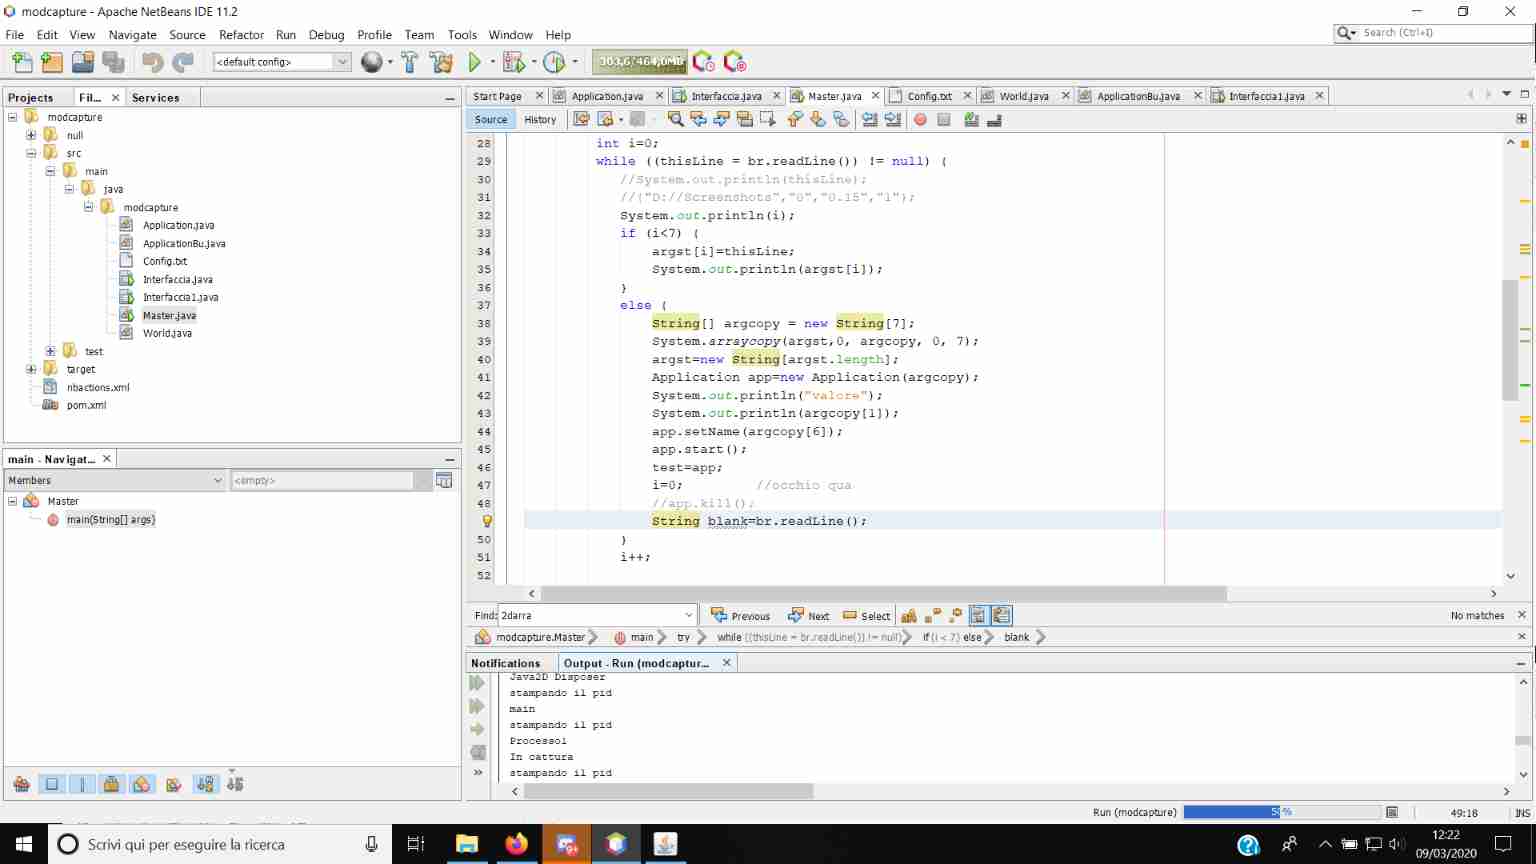 modcapture - Apache NetBeans IDE 11.2
File Edit View Navigate Source Refactor Run Debug Profile Team Tools Window Help
Search (Ctrl+I)
<default config>
303,6/464,0MB
Projects Fil... Services
modcapture
null
src
main
java
modcapture
Application.java
ApplicationBu.java
Config.txt
Interfaccia.java
Interfaccia1.java
Master.java
World.java
test
target
nbactions.xml
pom.xml
main - Navigat...
Members <empty>
Master
main(String[] args)
Start Page Application.java Interfaccia.java Master.java Config.txt World.java ApplicationBu.java Interfaccia1.java
Source History
28 int i=0;
29 while ((thisLine = br.readLine()) != null) {
30 //System.out.println(thisLine);
31 //{"D://Screenshots","0","0.15","1"};
32 System.out.println(i);
33 if (i<7) {
34 argst[i]=thisLine;
35 System.out.println(argst[i]);
36 }
37 else {
38 String[] argcopy = new String[7];
39 System.arraycopy(argst,0, argcopy, 0, 7);
40 argst=new String[argst.length];
41 Application app=new Application(argcopy);
42 System.out.println("valore");
43 System.out.println(argcopy[1]);
44 app.setName(argcopy[6]);
45 app.start();
46 test=app;
47 i=0; //occhio qua
48 //app.kill();
String blank=br.readLine();
50 }
51 i++;
52
Find: 2darra Previous Next Select No matches
modcapture.Master main try while ((thisLine = br.readLine()) != null) if (i < 7) else blank
Notifications Output - Run (modcaptur...
Java2D Disposer
stampando il pid
main
stampando il pid
Processo1
In cattura
stampando il pid
Run (modcapture) 49:18 INS
Scrivi qui per eseguire la ricerca
12:22
09/03/2020